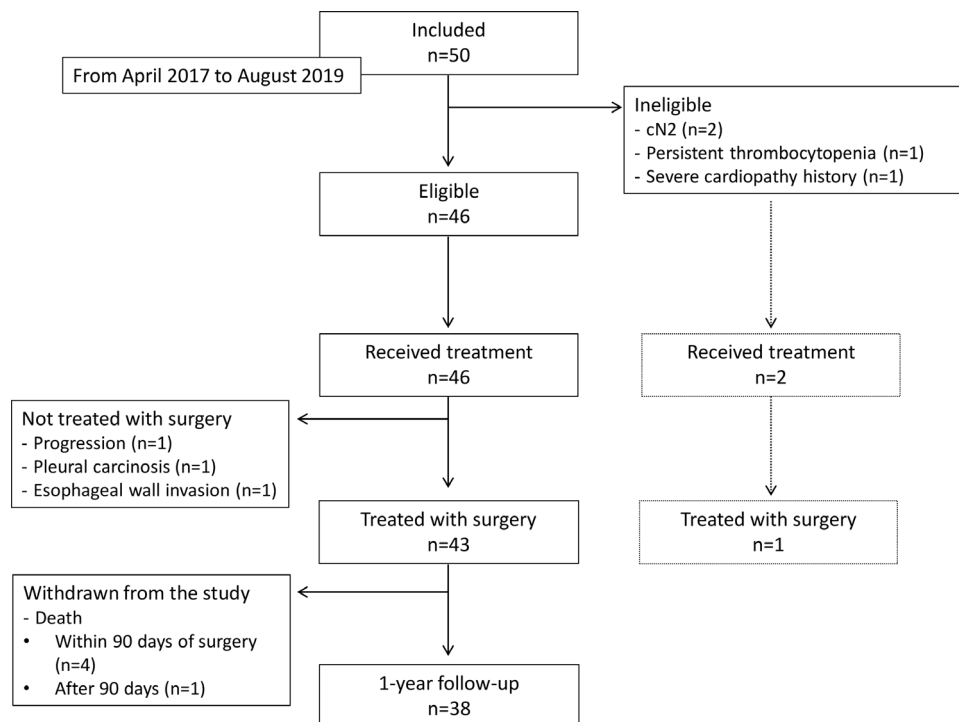 Included
n=50
From April 2017 to August 2019
Ineligible
- cN2 (n=2)
- Persistent thrombocytopenia (n=1)
- Severe cardiopathy history (n=1)
Eligible
n=46
Received treatment
n=46
Received treatment
n=2
Not treated with surgery
- Progression (n=1)
- Pleural carcinosis (n=1)
- Esophageal wall invasion (n=1)
Treated with surgery
n=43
Treated with surgery
n=1
Withdrawn from the study
- Death
• Within 90 days of surgery
(n=4)
• After 90 days (n=1)
1-year follow-up
n=38